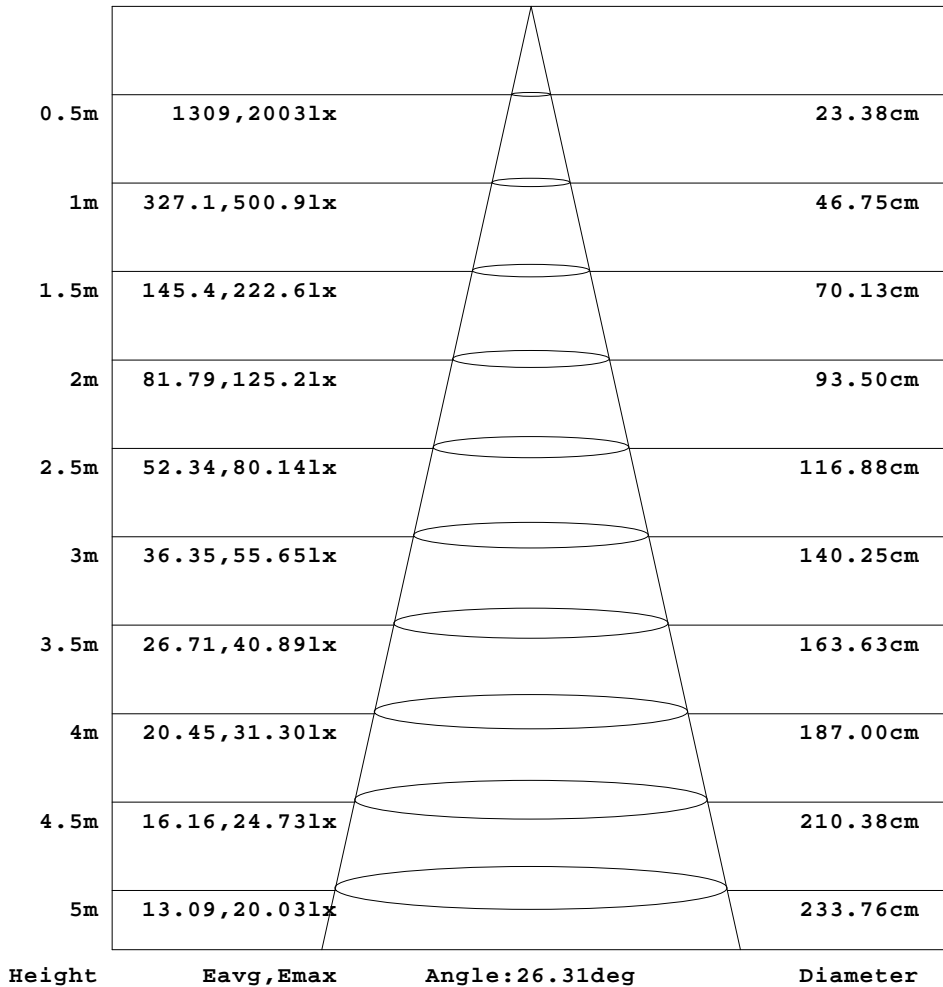 0.5m 1309,2003lx 23.38cm
1m 327.1,500.9lx 46.75cm
1.5m 145.4,222.6lx 70.13cm
2m 81.79,125.2lx 93.50cm
2.5m 52.34,80.14lx 116.88cm
3m 36.35,55.65lx 140.25cm
3.5m 26.71,40.89lx 163.63cm
4m 20.45,31.30lx 187.00cm
4.5m 16.16,24.73lx 210.38cm
5m 13.09,20.03lx 233.76cm
Height Eavg,Emax Angle:26.31deg Diameter